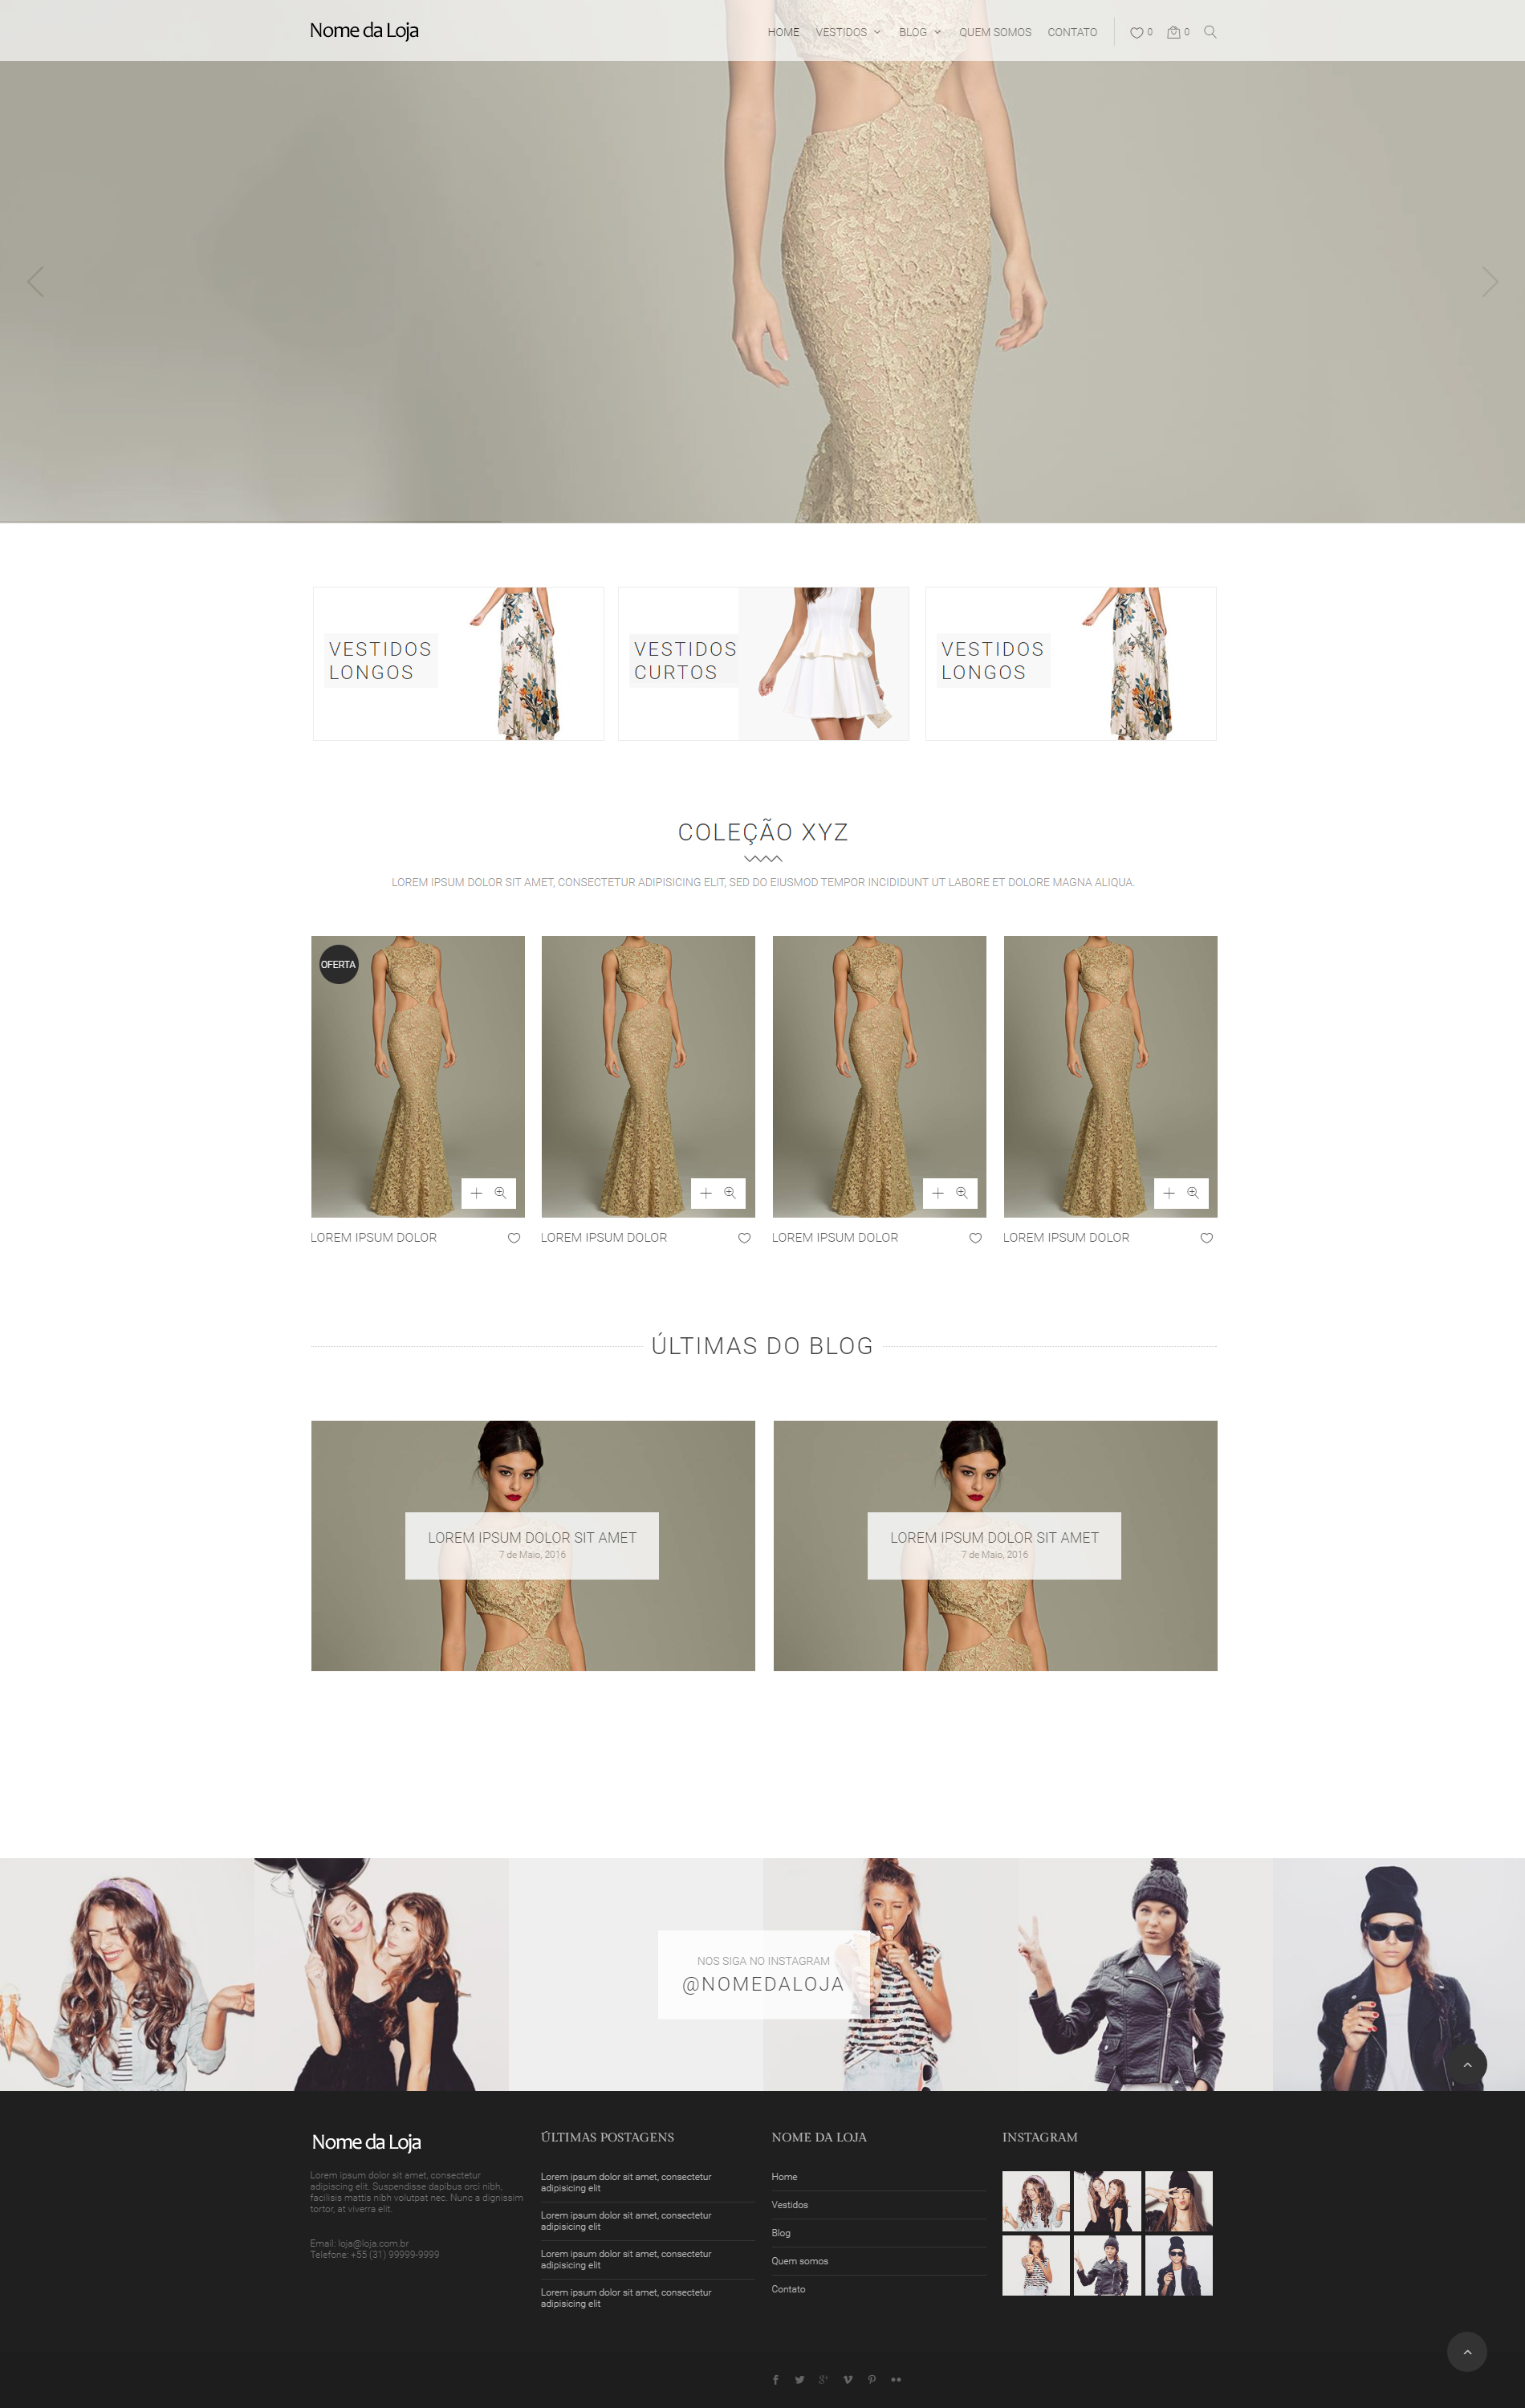 Nome da Loja
HOME VESTIDOS BLOG QUEM SOMOS CONTATO 0 0
VESTIDOS
LONGOS
VESTIDOS
CURTOS
VESTIDOS
LONGOS
COLEÇÃO XYZ
LOREM IPSUM DOLOR SIT AMET, CONSECTETUR ADIPISICING ELIT, SED DO EIUSMOD TEMPOR INCIDIDUNT UT LABORE ET DOLORE MAGNA ALIQUA.
OFERTA
LOREM IPSUM DOLOR
LOREM IPSUM DOLOR
LOREM IPSUM DOLOR
LOREM IPSUM DOLOR
ÚLTIMAS DO BLOG
LOREM IPSUM DOLOR SIT AMET
7 de Maio, 2016
LOREM IPSUM DOLOR SIT AMET
7 de Maio, 2016
NOS SIGA NO INSTAGRAM
@NOMEDALOJA
Nome da Loja
Lorem ipsum dolor sit amet, consectetur
adipiscing elit. Suspendisse dapibus orci nibh,
facilisis mattis nibh volutpat nec. Nunc a dignissim
tortor, at viverra elit.
Email: loja@loja.com.br
Telefone: +55 (31) 99999-9999
ÚLTIMAS POSTAGENS
Lorem ipsum dolor sit amet, consectetur
adipisicing elit
Lorem ipsum dolor sit amet, consectetur
adipisicing elit
Lorem ipsum dolor sit amet, consectetur
adipisicing elit
Lorem ipsum dolor sit amet, consectetur
adipisicing elit
NOME DA LOJA
Home
Vestidos
Blog
Quem somos
Contato
INSTAGRAM